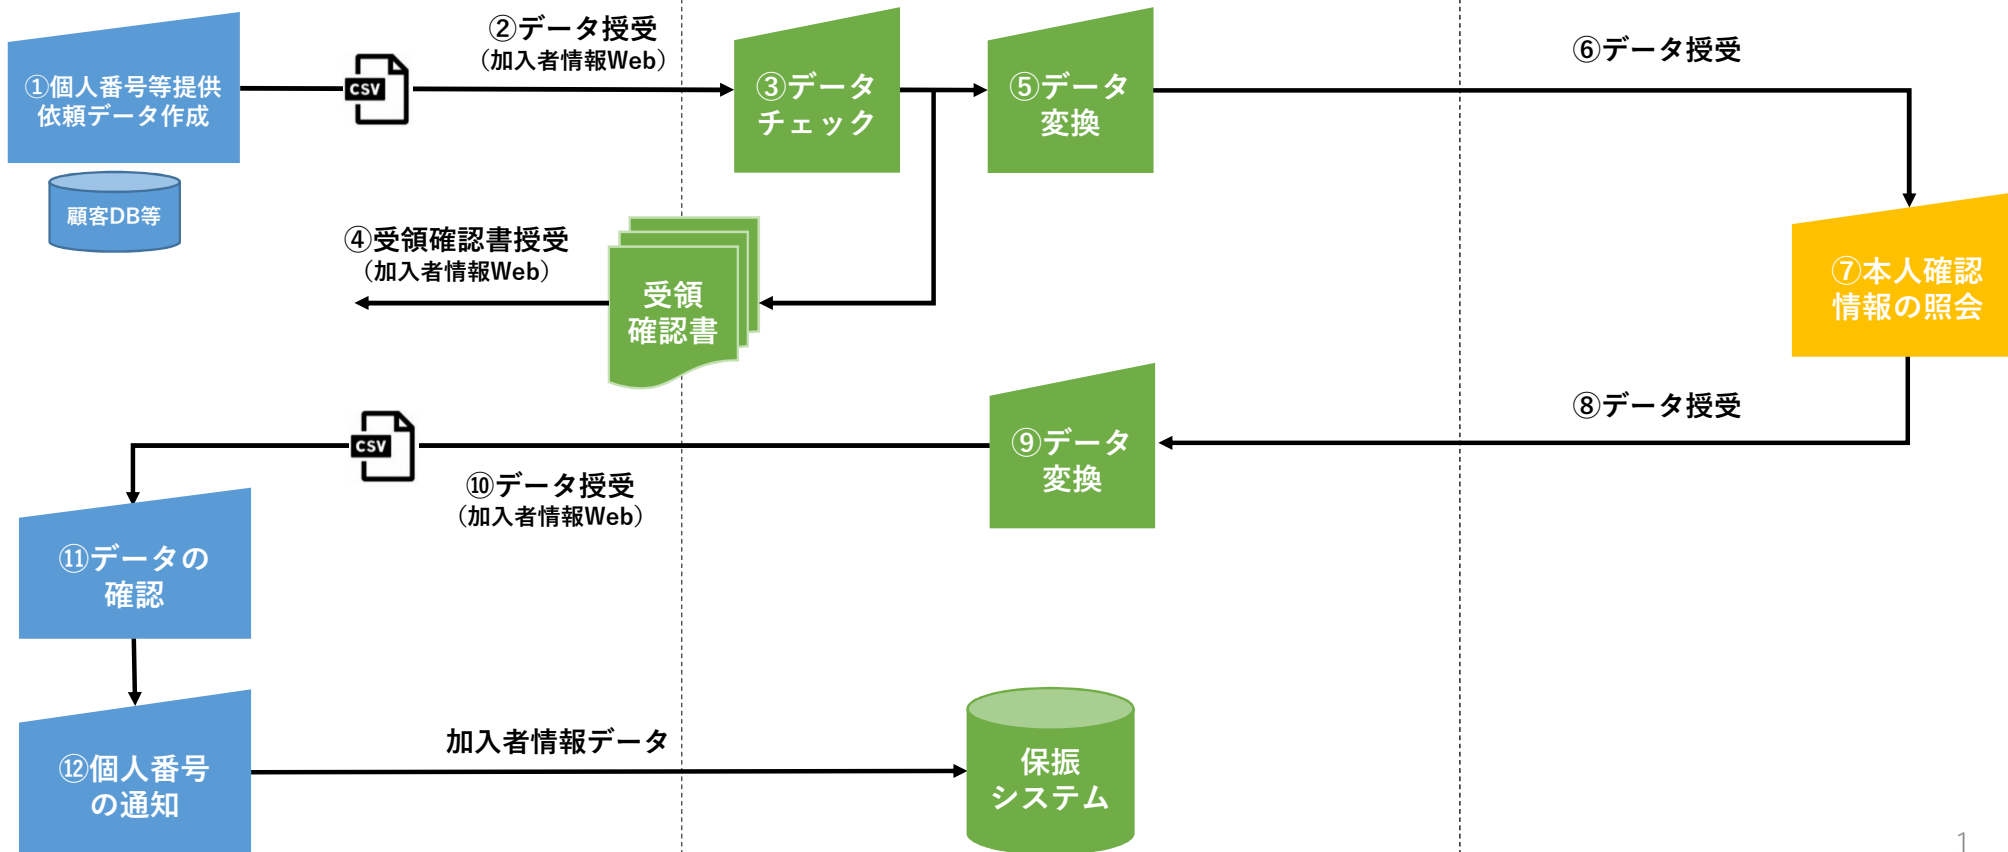 ①個人番号等提供
依頼データ作成
顧客DB等
CSV
②データ授受
（加入者情報Web）
③データ
チェック
⑤データ
変換
⑥データ授受
④受領確認書授受
（加入者情報Web）
受領
確認書
⑦本人確認
情報の照会
⑧データ授受
⑨データ
変換
CSV
⑩データ授受
（加入者情報Web）
⑪データの
確認
⑫個人番号
の通知
加入者情報データ
保振
システム
1